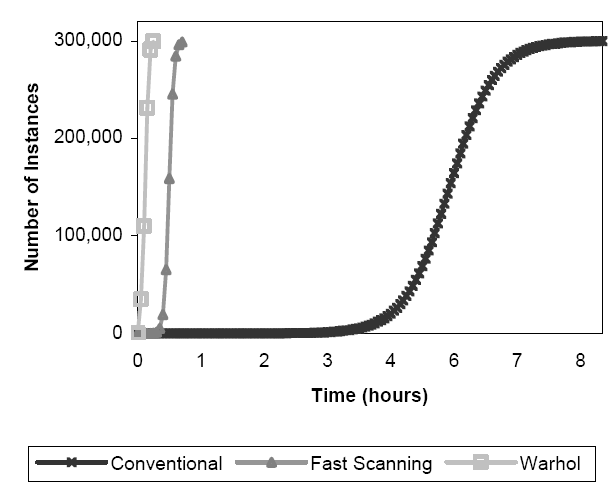 300,000
200,000
100,000
0
Number of Instances
0 1 2 3 4 5 6 7 8
Time (hours)
Conventional Fast Scanning Warhol